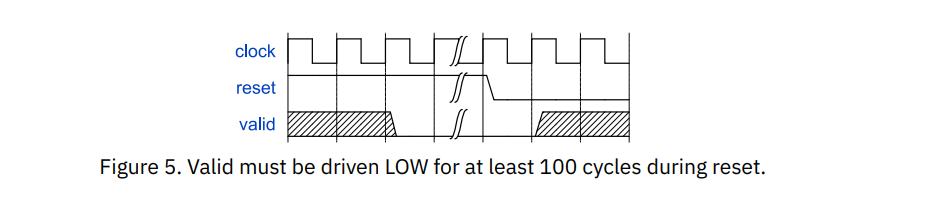 clock
reset
valid
Figure 5. Valid must be driven LOW for at least 100 cycles during reset.